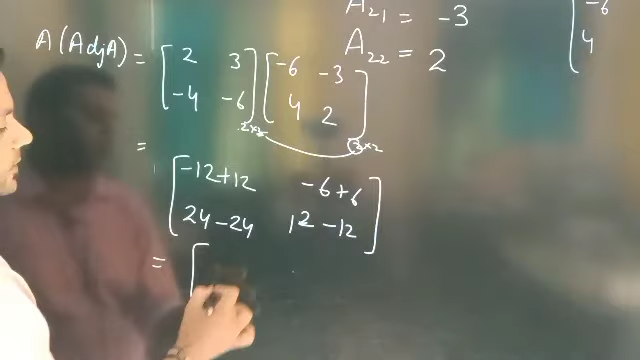 A₂₁ = -3
-6
A₂₂ = 2
4
A(AdjA) = [2 3 -4 -6] [-6 -3 4 2]
2×2 2×2
= [-12+12 -6+6 24-24 12-12]
= [